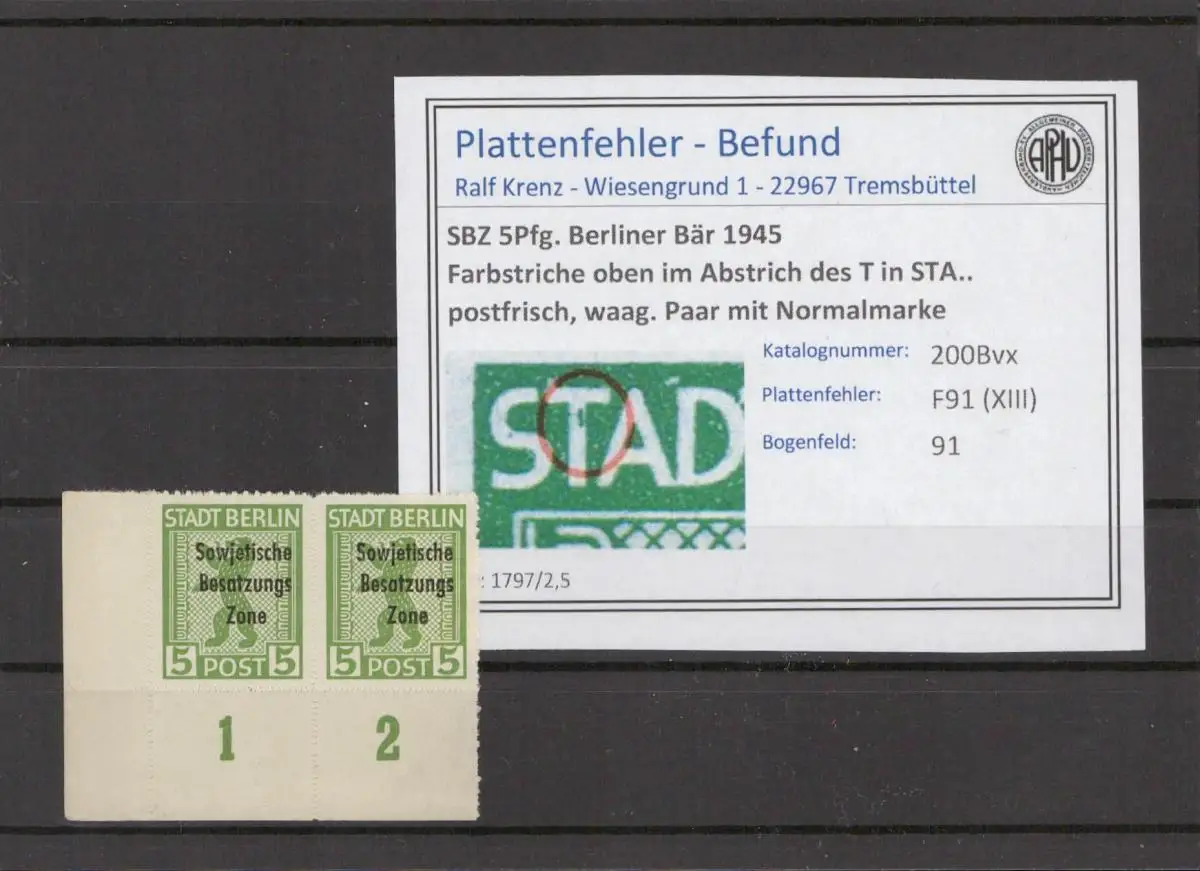 Plattenfehler - Befund
Ralf Krenz - Wiesengrund 1 - 22967 Tremsbüttel
APHV
SBZ 5Pfg. Berliner Bär 1945
Farbstriche oben im Abstrich des T in STA..
postfrisch, waag. Paar mit Normalmarke
Katalognummer: 200Bvx
Plattenfehler: F91 (XIII)
Bogenfeld: 91
STAD
: 1797/2,5
STADT BERLIN STADT BERLIN
Sowjetische Sowjetische
Besatzungs Besatzungs
Zone Zone
5 POST 5 5 POST 5
1 2